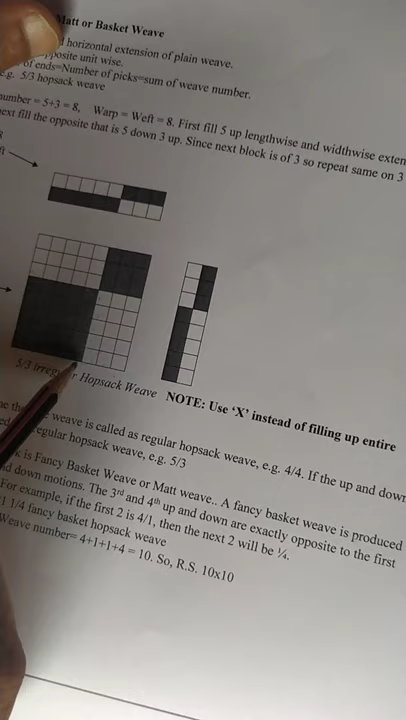 Matt or Basket Weave
d horizontal extension of plain weave.
opposite unit wise.
of ends=Number of picks=sum of weave number.
e.g. 5/3 hopsack weave
number = 5+3 = 8, Warp = Weft = 8. First fill 5 up lengthwise and widthwise exten
ext fill the opposite that is 5 down 3 up. Since next block is of 3 so repeat same on 3
5/3 Irregular Hopsack Weave
NOTE: Use ‘X’ instead of filling up entire
weave is called as regular hopsack weave, e.g. 4/4. If the up and down
regular hopsack weave, e.g. 5/3
k is Fancy Basket Weave or Matt weave.. A fancy basket weave is produced
nd down motions. The 3rd and 4th up and down are exactly opposite to the first
For example, if the first 2 is 4/1, then the next 2 will be ¼.
1 1/4 fancy basket hopsack weave
Weave number= 4+1+1+4 = 10. So, R.S. 10x10